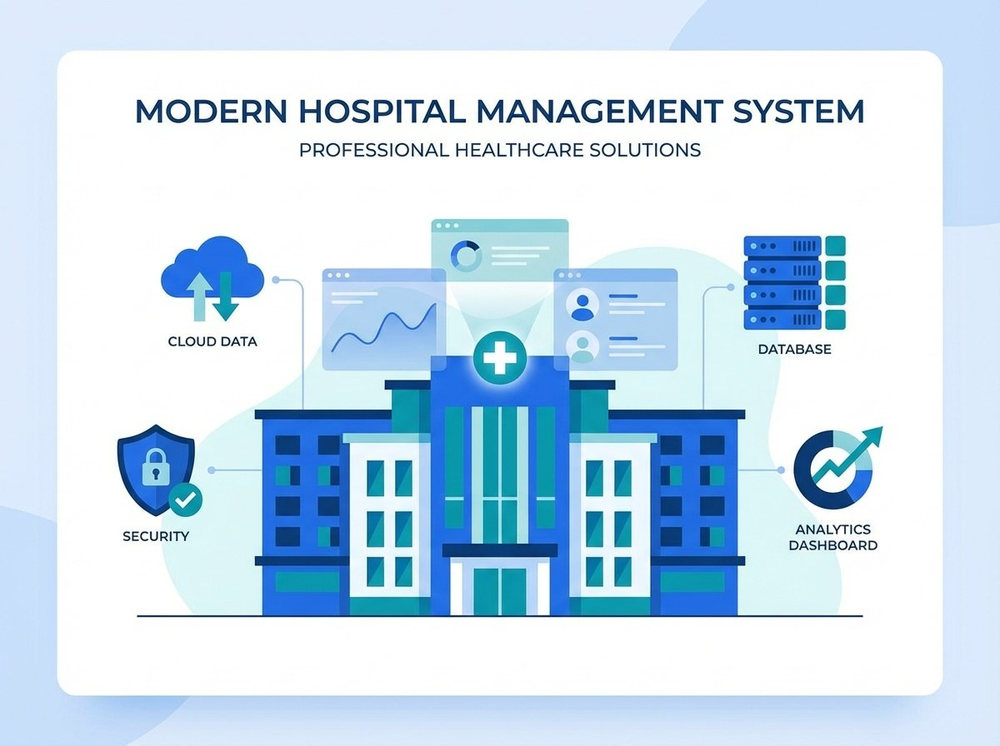 MODERN HOSPITAL MANAGEMENT SYSTEM
PROFESSIONAL HEALTHCARE SOLUTIONS
CLOUD DATA
DATABASE
SECURITY
ANALYTICS
DASHBOARD